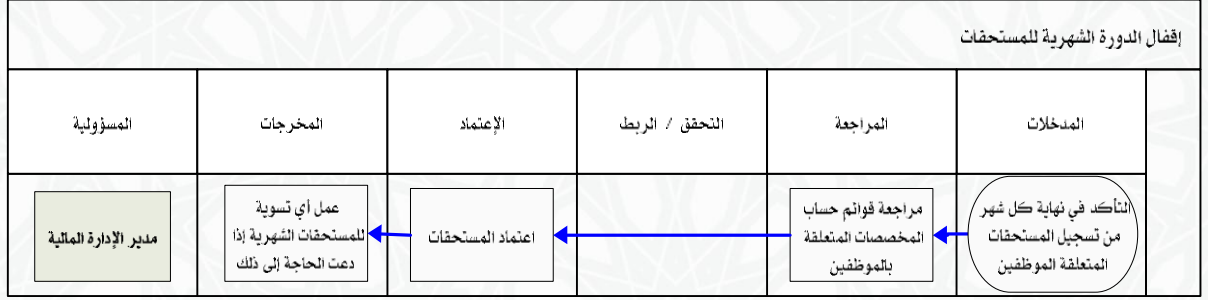 إقفال الدورة الشهرية للمستحقات
المدخلات
المراجعة
التحقق / الربط
الإعتماد
المخرجات
المسؤولية
التأكد في نهاية كل شهر
من تسجيل المستحقات
المتعلقة الموظفين
مراجعة قوائم حساب
المخصصات المتعلقة
بالموظفين
اعتماد المستحقات
عمل أي تسوية
للمستحقات الشهرية إذا
دعت الحاجة إلى ذلك
مدير الإدارة المالية